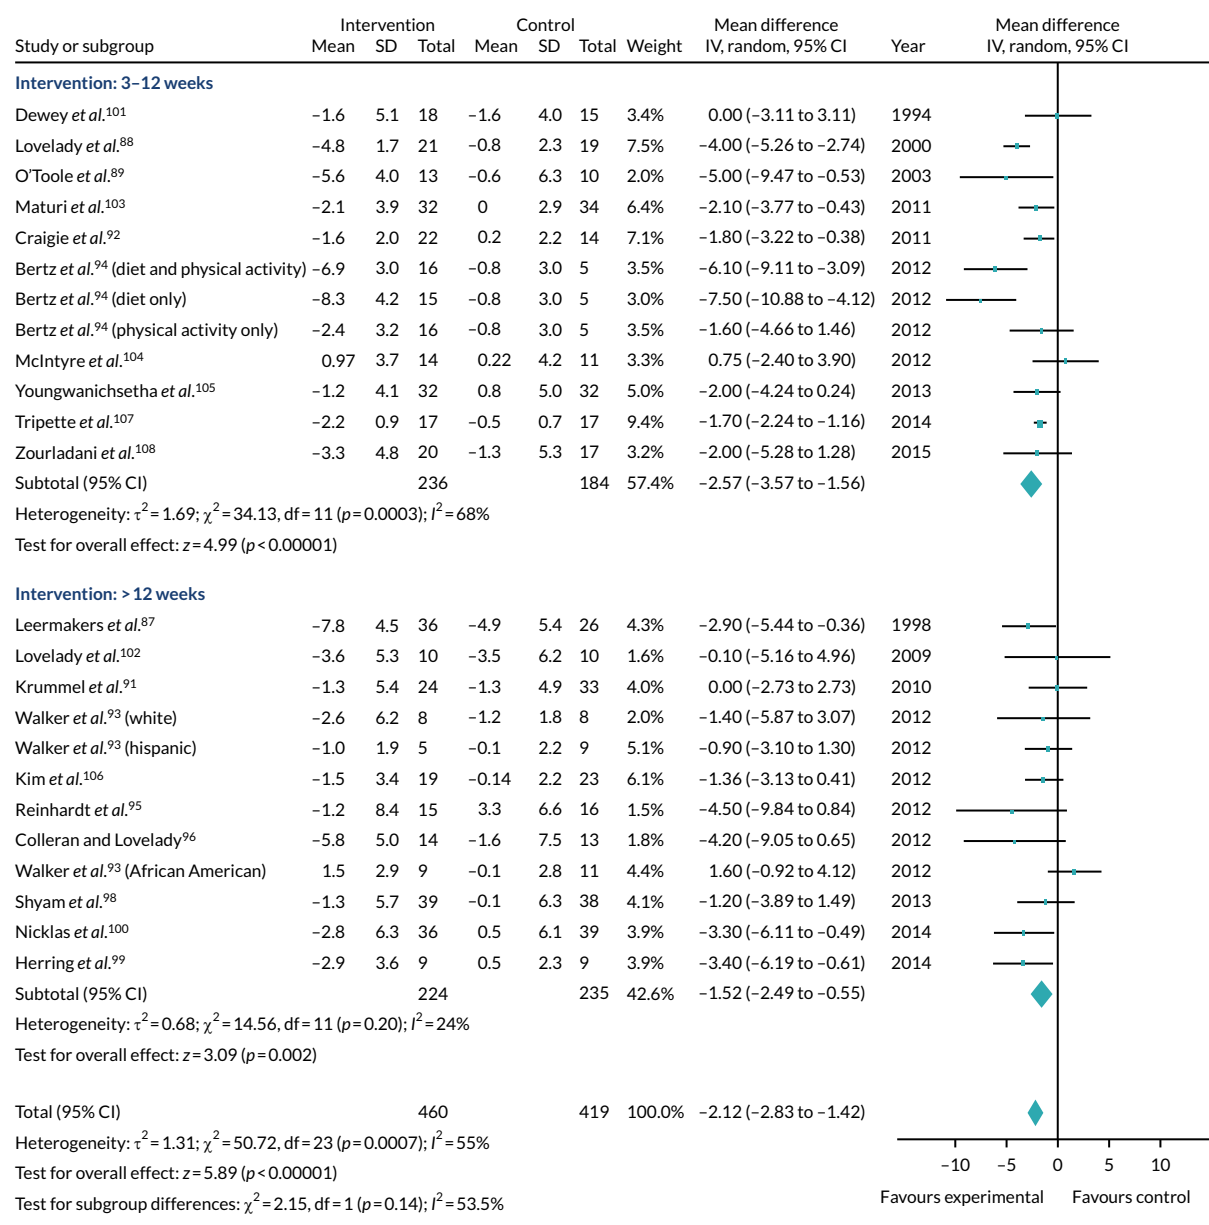 Intervention Control Mean difference Mean difference
Study or subgroup Mean SD Total Mean SD Total Weight IV, random, 95% CI Year IV, random, 95% CI
Intervention: 3–12 weeks
Dewey et al.101 –1.6 5.1 18 –1.6 4.0 15 3.4% 0.00 (–3.11 to 3.11) 1994
Lovelady et al.88 –4.8 1.7 21 –0.8 2.3 19 7.5% –4.00 (–5.26 to –2.74) 2000
O’Toole et al.89 –5.6 4.0 13 –0.6 6.3 10 2.0% –5.00 (–9.47 to –0.53) 2003
Maturi et al.103 –2.1 3.9 32 0 2.9 34 6.4% –2.10 (–3.77 to –0.43) 2011
Craigie et al.92 –1.6 2.0 22 0.2 2.2 14 7.1% –1.80 (–3.22 to –0.38) 2011
Bertz et al.94 (diet and physical activity) –6.9 3.0 16 –0.8 3.0 5 3.5% –6.10 (–9.11 to –3.09) 2012
Bertz et al.94 (diet only) –8.3 4.2 15 –0.8 3.0 5 3.0% –7.50 (–10.88 to –4.12) 2012
Bertz et al.94 (physical activity only) –2.4 3.2 16 –0.8 3.0 5 3.5% –1.60 (–4.66 to 1.46) 2012
McIntyre et al.104 0.97 3.7 14 0.22 4.2 11 3.3% 0.75 (–2.40 to 3.90) 2012
Youngwanichsetha et al.105 –1.2 4.1 32 0.8 5.0 32 5.0% –2.00 (–4.24 to 0.24) 2013
Tripette et al.107 –2.2 0.9 17 –0.5 0.7 17 9.4% –1.70 (–2.24 to –1.16) 2014
Zourladani et al.108 –3.3 4.8 20 –1.3 5.3 17 3.2% –2.00 (–5.28 to 1.28) 2015
Subtotal (95% CI) 236 184 57.4% –2.57 (–3.57 to –1.56)
Heterogeneity: τ2=1.69; χ2=34.13, df=11 (p=0.0003); I2=68%
Test for overall effect: z=4.99 (p<0.00001)
Intervention: >12 weeks
Leermakers et al.87 –7.8 4.5 36 –4.9 5.4 26 4.3% –2.90 (–5.44 to –0.36) 1998
Lovelady et al.102 –3.6 5.3 10 –3.5 6.2 10 1.6% –0.10 (–5.16 to 4.96) 2009
Krummel et al.91 –1.3 5.4 24 –1.3 4.9 33 4.0% 0.00 (–2.73 to 2.73) 2010
Walker et al.93 (white) –2.6 6.2 8 –1.2 1.8 8 2.0% –1.40 (–5.87 to 3.07) 2012
Walker et al.93 (hispanic) –1.0 1.9 5 –0.1 2.2 9 5.1% –0.90 (–3.10 to 1.30) 2012
Kim et al.106 –1.5 3.4 19 –0.14 2.2 23 6.1% –1.36 (–3.13 to 0.41) 2012
Reinhardt et al.95 –1.2 8.4 15 3.3 6.6 16 1.5% –4.50 (–9.84 to 0.84) 2012
Colleran and Lovelady96 –5.8 5.0 14 –1.6 7.5 13 1.8% –4.20 (–9.05 to 0.65) 2012
Walker et al.93 (African American) 1.5 2.9 9 –0.1 2.8 11 4.4% 1.60 (–0.92 to 4.12) 2012
Shyam et al.98 –1.3 5.7 39 –0.1 6.3 38 4.1% –1.20 (–3.89 to 1.49) 2013
Nicklas et al.100 –2.8 6.3 36 0.5 6.1 39 3.9% –3.30 (–6.11 to –0.49) 2014
Herring et al.99 –2.9 3.6 9 0.5 2.3 9 3.9% –3.40 (–6.19 to –0.61) 2014
Subtotal (95% CI) 224 235 42.6% –1.52 (–2.49 to –0.55)
Heterogeneity: τ2=0.68; χ2=14.56, df=11 (p=0.20); I2=24%
Test for overall effect: z=3.09 (p=0.002)
Total (95% CI) 460 419 100.0% –2.12 (–2.83 to –1.42)
Heterogeneity: τ2=1.31; χ2=50.72, df=23 (p=0.0007); I2=55%
Test for overall effect: z=5.89 (p<0.00001)
Test for subgroup differences: χ2=2.15, df=1 (p=0.14); I2=53.5%
–10 –5 0 5 10
Favours experimental Favours control